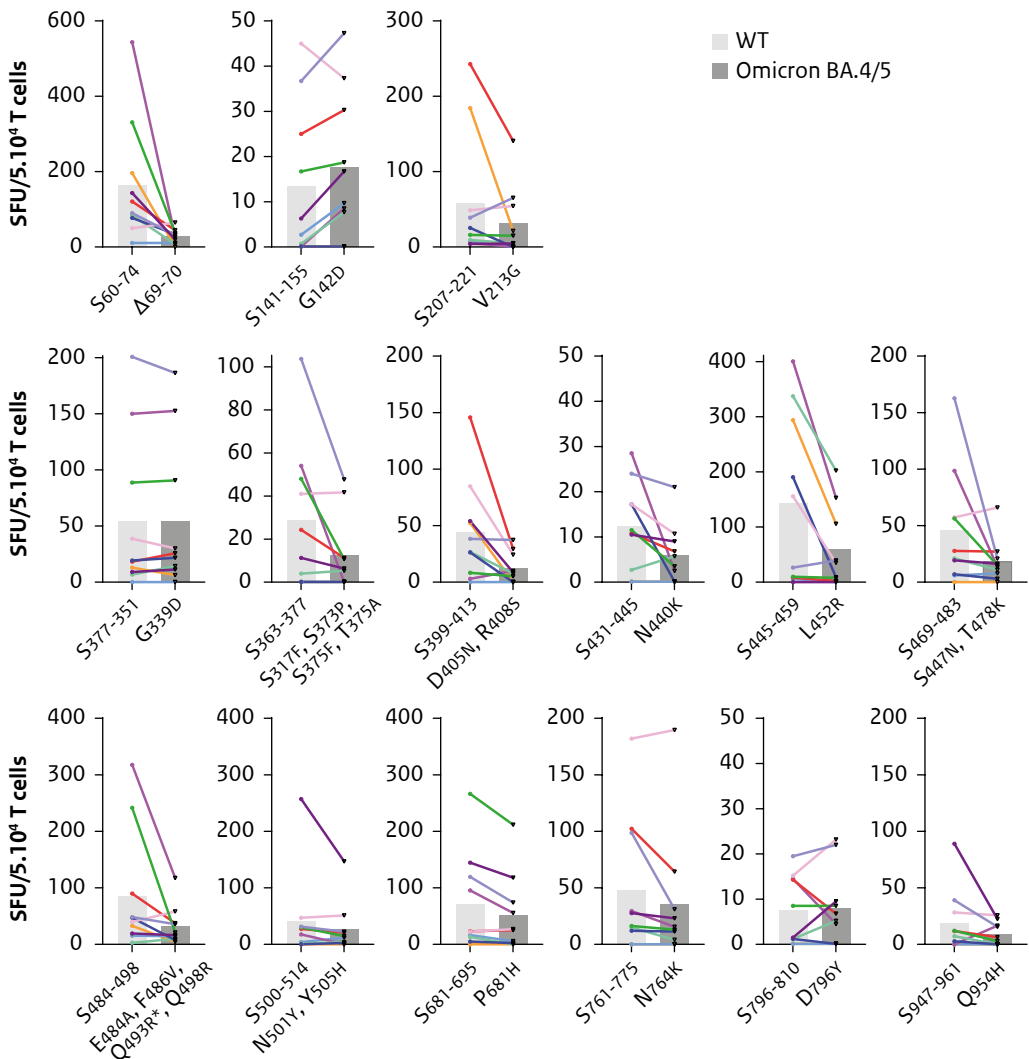 WT
Omicron BA.4/5
SFU/5.10⁴ T cells
600
400
200
0
S60-74
Δ69-70
50
40
30
20
10
0
S141-155
G142D
300
200
100
0
S207-221
V213G
SFU/5.10⁴ T cells
200
150
100
50
0
S377-351
G339D
100
80
60
40
20
0
S363-377
S317F, S373P,
S375F, T375A
200
150
100
50
0
S399-413
D405N, R408S
50
40
30
20
10
0
S431-445
N440K
400
300
200
100
0
S445-459
L452R
200
150
100
50
0
S469-483
S447N, T478K
SFU/5.10⁴ T cells
400
300
200
100
0
S484-498
E484A, F486V,
Q493R*, Q498R
400
300
200
100
0
S500-514
N501Y, Y505H
400
300
200
100
0
S681-695
P681H
200
150
100
50
0
S761-775
N764K
50
40
30
20
10
0
S796-810
D796Y
200
150
100
50
0
S947-961
Q954H